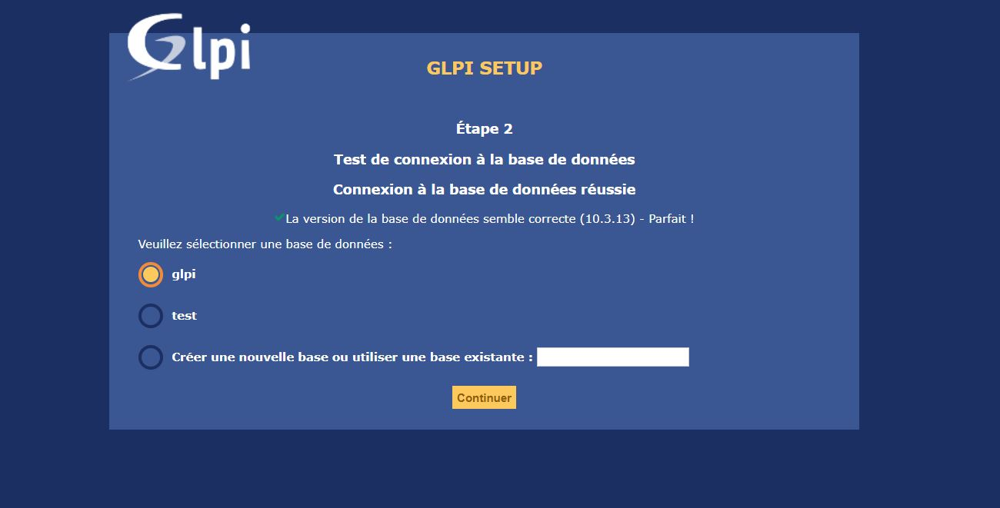 Glpi
GLPI SETUP
Étape 2
Test de connexion à la base de données
Connexion à la base de données réussie
La version de la base de données semble correcte (10.3.13) - Parfait !
Veuillez sélectionner une base de données :
glpi
test
Créer une nouvelle base ou utiliser une base existante :
Continuer